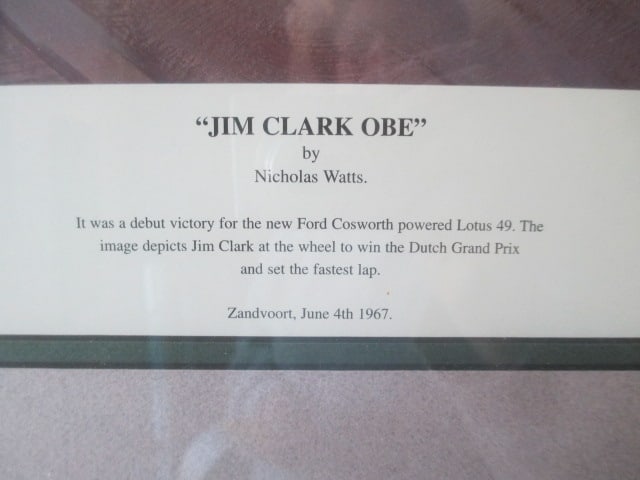 “JIM CLARK OBE”
by
Nicholas Watts.
It was a debut victory for the new Ford Cosworth powered Lotus 49. The
image depicts Jim Clark at the wheel to win the Dutch Grand Prix
and set the fastest lap.
Zandvoort, June 4th 1967.